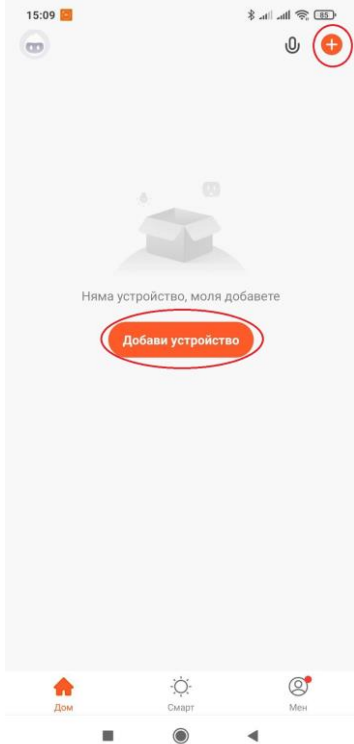 15:09
85
Няма устройство, моля добавете
Добави устройство
Дом
Смарт
Мен